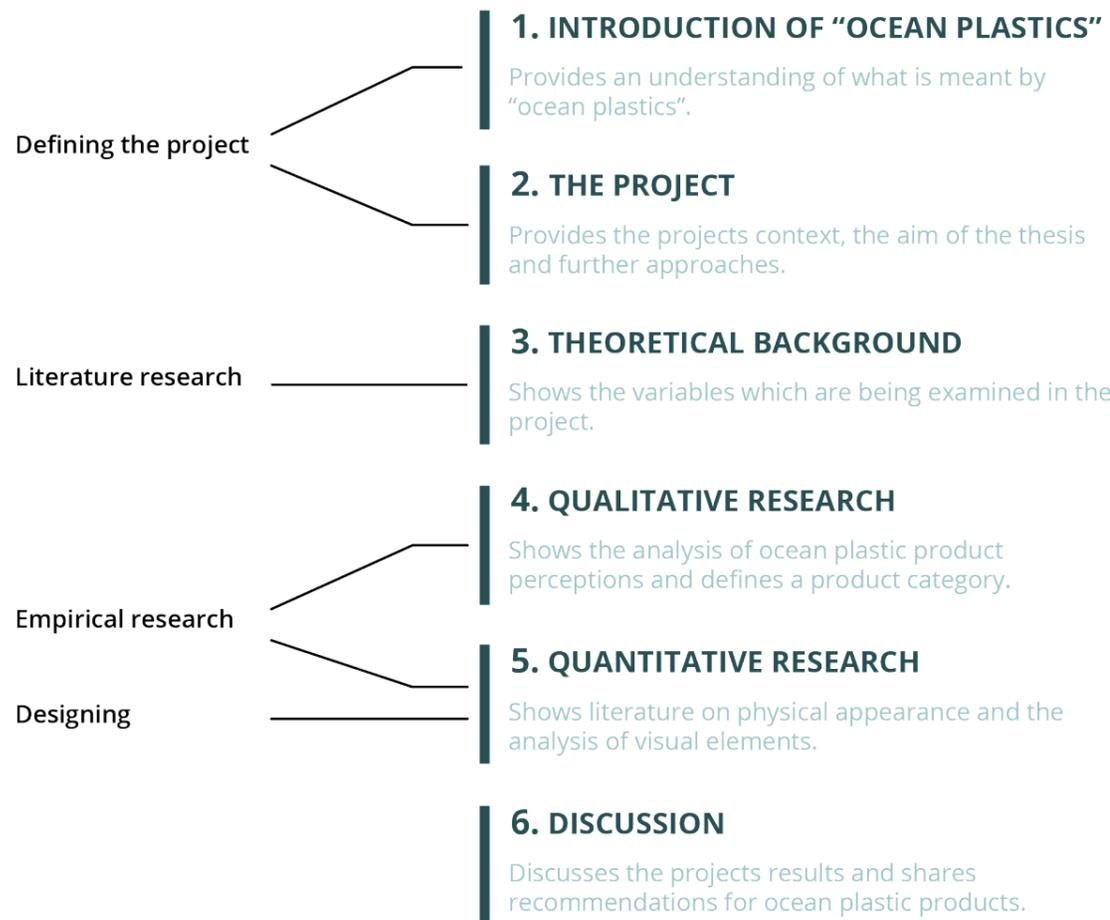 1. INTRODUCTION OF “OCEAN PLASTICS”
Provides an understanding of what is meant by
“ocean plastics”.
Defining the project
2. THE PROJECT
Provides the projects context, the aim of the thesis
and further approaches.
3. THEORETICAL BACKGROUND
Literature research
Shows the variables which are being examined in the
project.
4. QUALITATIVE RESEARCH
Shows the analysis of ocean plastic product
perceptions and defines a product category.
Empirical research
5. QUANTITATIVE RESEARCH
Designing
Shows literature on physical appearance and the
analysis of visual elements.
6. DISCUSSION
Discusses the projects results and shares
recommendations for ocean plastic products.